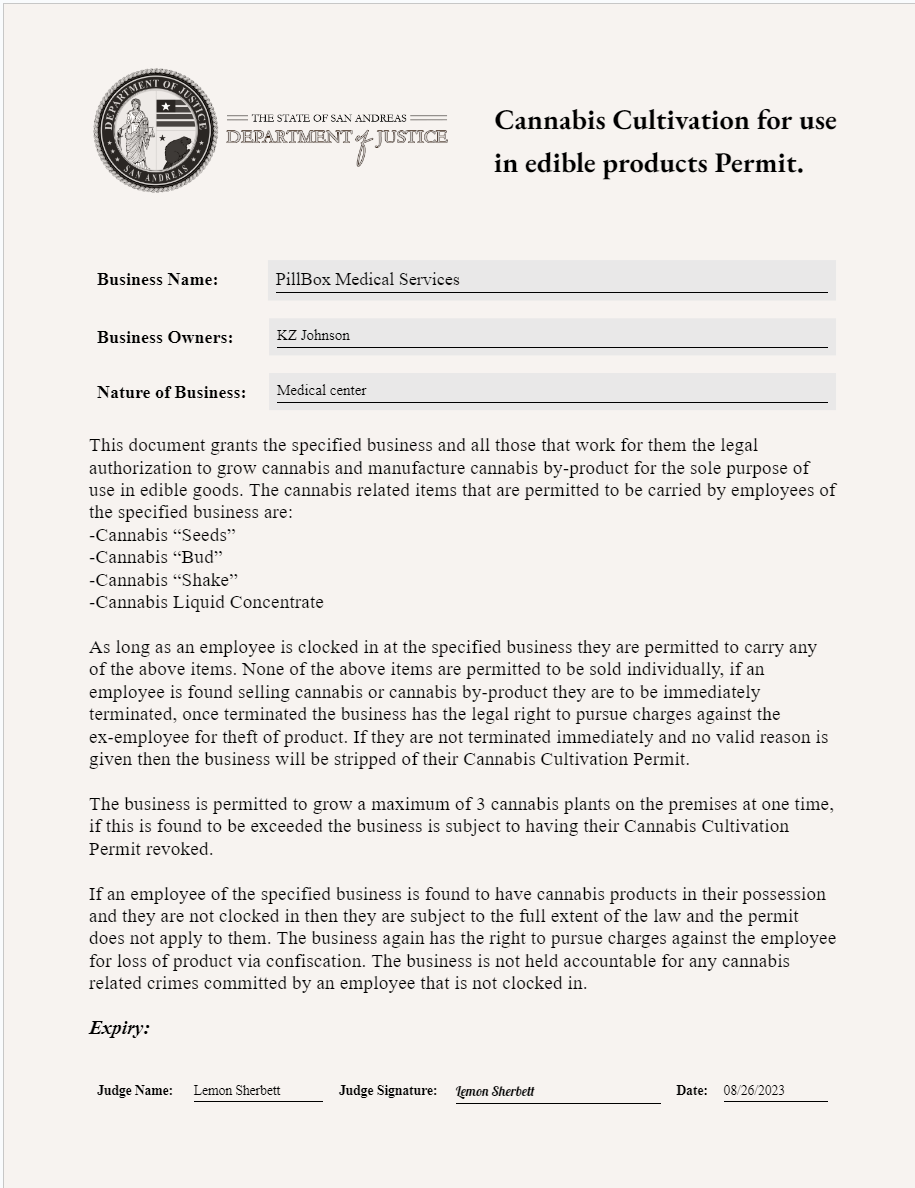 DEPARTMENT OF JUSTICE
SAN ANDREAS
THE STATE OF SAN ANDREAS
DEPARTMENT of JUSTICE
Cannabis Cultivation for use
in edible products Permit.
Business Name: PillBox Medical Services
Business Owners: KZ Johnson
Nature of Business: Medical center
This document grants the specified business and all those that work for them the legal
authorization to grow cannabis and manufacture cannabis by-product for the sole purpose of
use in edible goods. The cannabis related items that are permitted to be carried by employees of
the specified business are:
-Cannabis “Seeds”
-Cannabis “Bud”
-Cannabis “Shake”
-Cannabis Liquid Concentrate
As long as an employee is clocked in at the specified business they are permitted to carry any
of the above items. None of the above items are permitted to be sold individually, if an
employee is found selling cannabis or cannabis by-product they are to be immediately
terminated, once terminated the business has the legal right to pursue charges against the
ex-employee for theft of product. If they are not terminated immediately and no valid reason is
given then the business will be stripped of their Cannabis Cultivation Permit.
The business is permitted to grow a maximum of 3 cannabis plants on the premises at one time,
if this is found to be exceeded the business is subject to having their Cannabis Cultivation
Permit revoked.
If an employee of the specified business is found to have cannabis products in their possession
and they are not clocked in then they are subject to the full extent of the law and the permit
does not apply to them. The business again has the right to pursue charges against the employee
for loss of product via confiscation. The business is not held accountable for any cannabis
related crimes committed by an employee that is not clocked in.
Expiry:
Judge Name: Lemon Sherbett Judge Signature: Lemon Sherbett Date: 08/26/2023